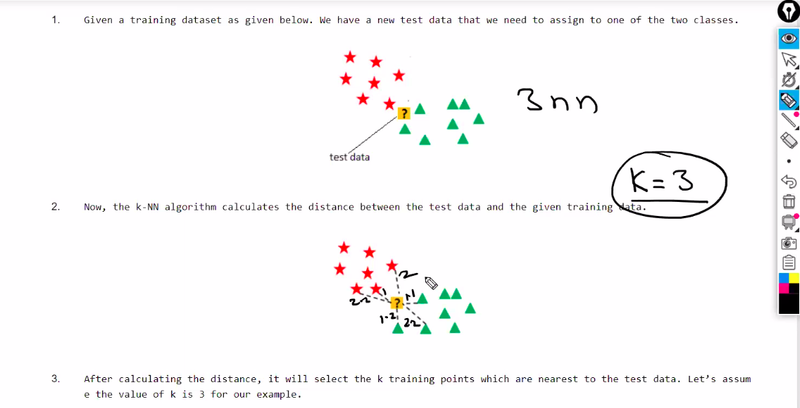 1. Given a training dataset as given below. We have a new test data that we need to assign to one of the two classes.
?
test data
3nn
K=3
2. Now, the k-NN algorithm calculates the distance between the test data and the given training data.
2
1
1.1
2.2
?
1.2
2.2
3. After calculating the distance, it will select the k training points which are nearest to the test data. Let's assum
e the value of k is 3 for our example.